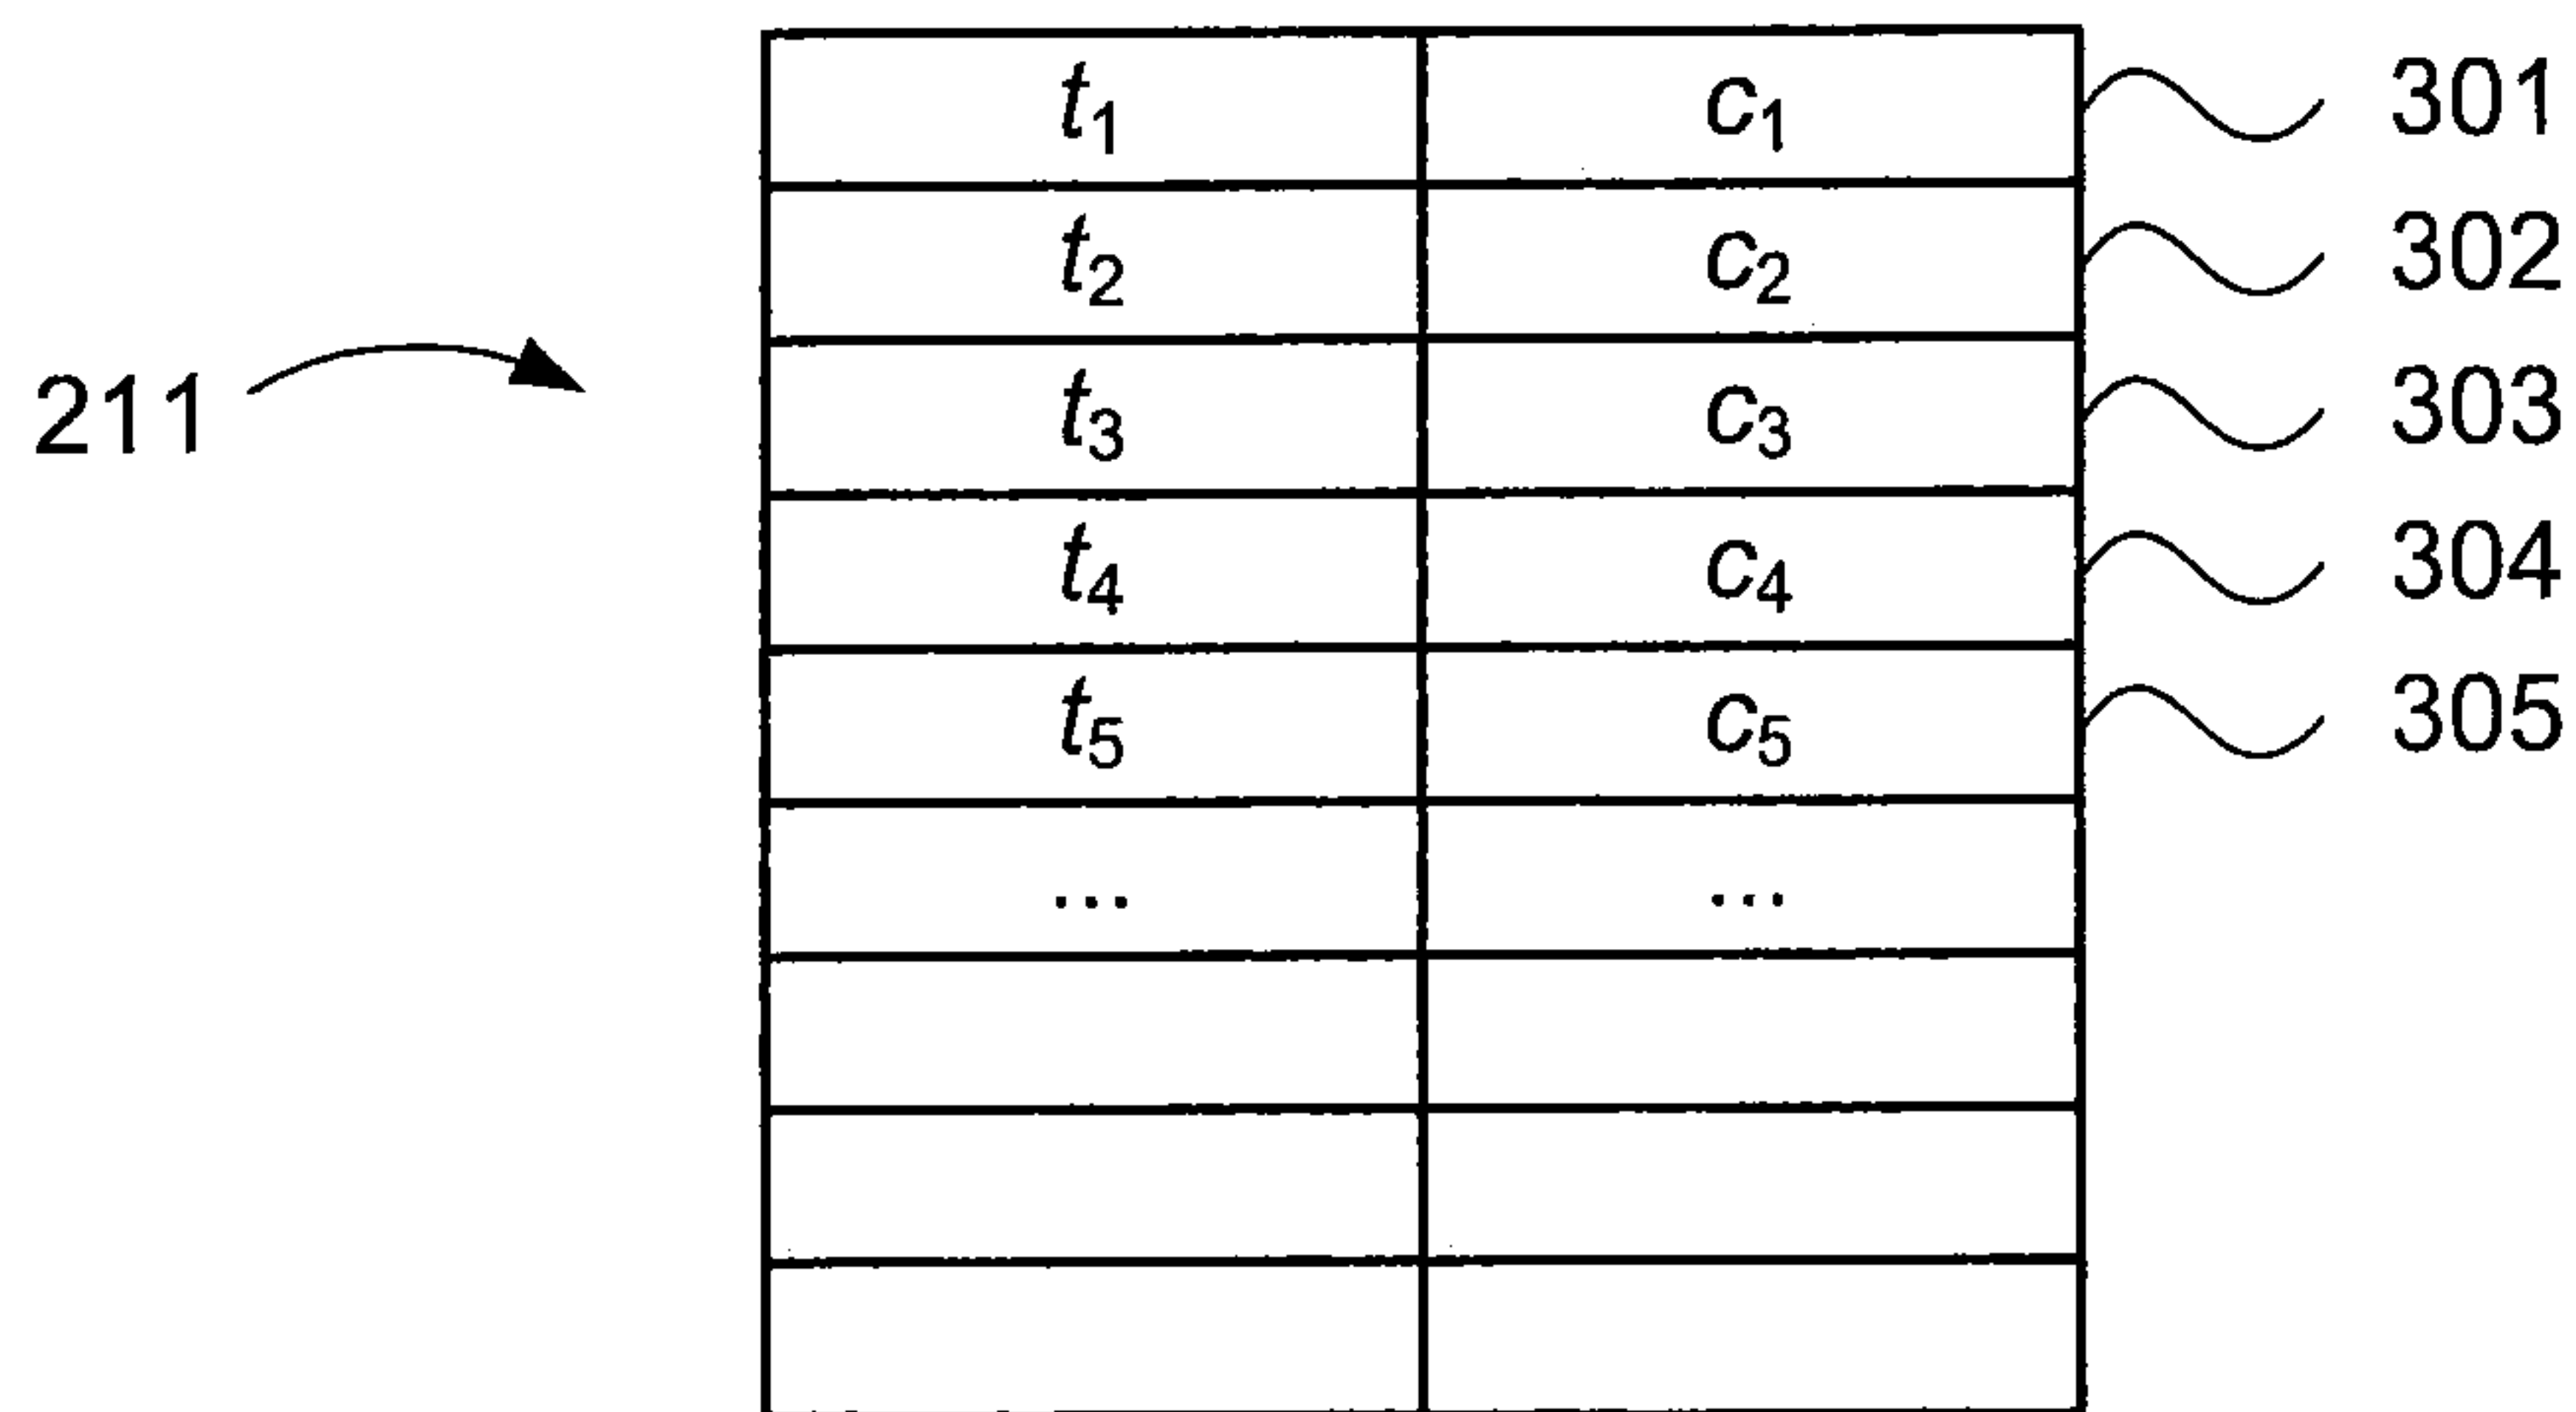 t₁ c₁ 301
t₂ c₂ 302
211 t₃ c₃ 303
t₄ c₄ 304
t₅ c₅ 305
... ...